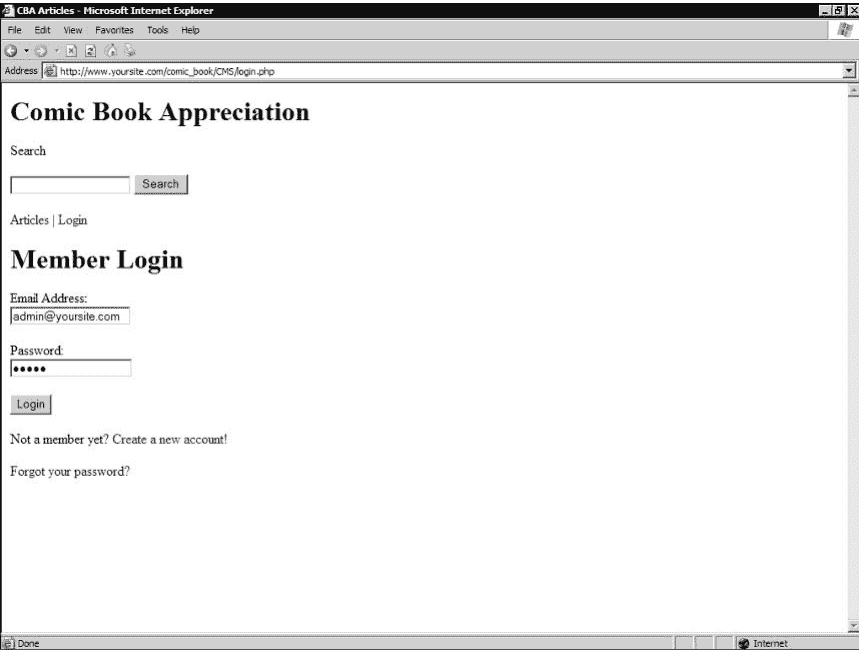 CBA Articles - Microsoft Internet Explorer
File Edit View Favorites Tools Help
Address http://www.yoursite.com/comic_book/CMS/login.php
Comic Book Appreciation
Search
Search
Articles | Login
Member Login
Email Address:
admin@yoursite.com
Password:
•••••
Login
Not a member yet? Create a new account!
Forgot your password?
Done
Internet